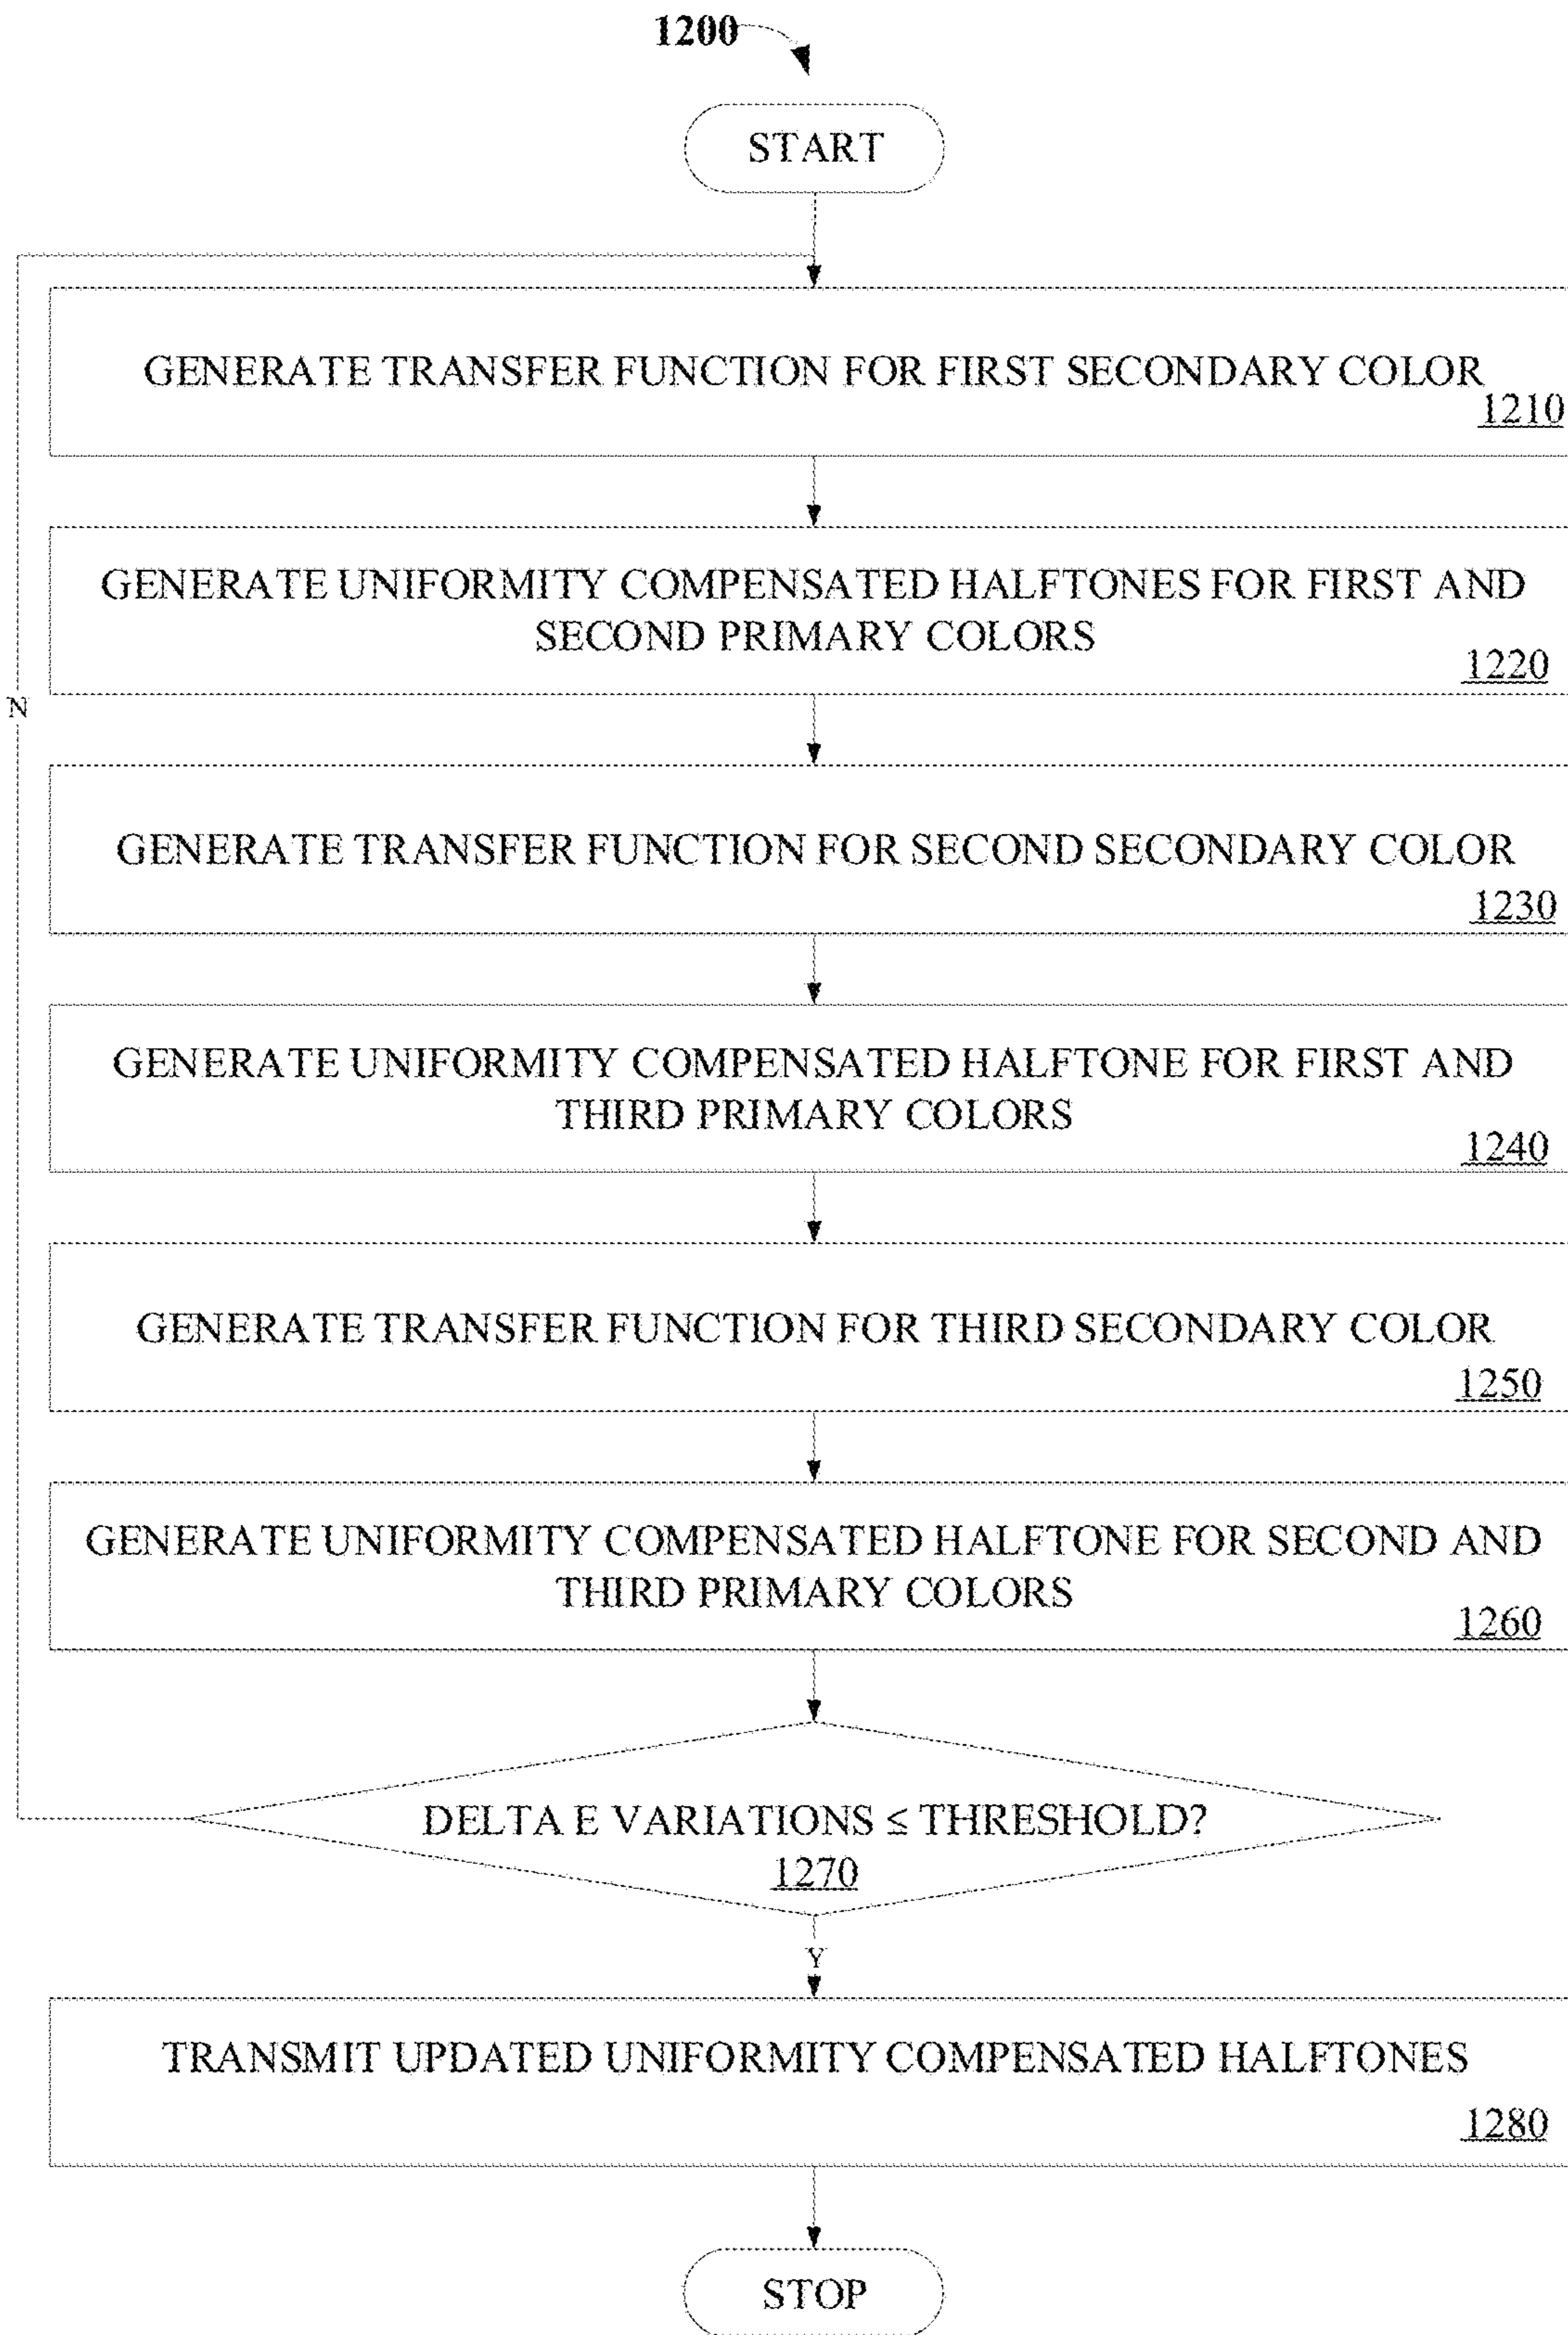 1200
START
GENERATE TRANSFER FUNCTION FOR FIRST SECONDARY COLOR
1210
GENERATE UNIFORMITY COMPENSATED HALFTONES FOR FIRST AND
SECOND PRIMARY COLORS
1220
N
GENERATE TRANSFER FUNCTION FOR SECOND SECONDARY COLOR
1230
GENERATE UNIFORMITY COMPENSATED HALFTONE FOR FIRST AND
THIRD PRIMARY COLORS
1240
GENERATE TRANSFER FUNCTION FOR THIRD SECONDARY COLOR
1250
GENERATE UNIFORMITY COMPENSATED HALFTONE FOR SECOND AND
THIRD PRIMARY COLORS
1260
DELTA E VARIATIONS ≤ THRESHOLD?
1270
Y
TRANSMIT UPDATED UNIFORMITY COMPENSATED HALFTONES
1280
STOP